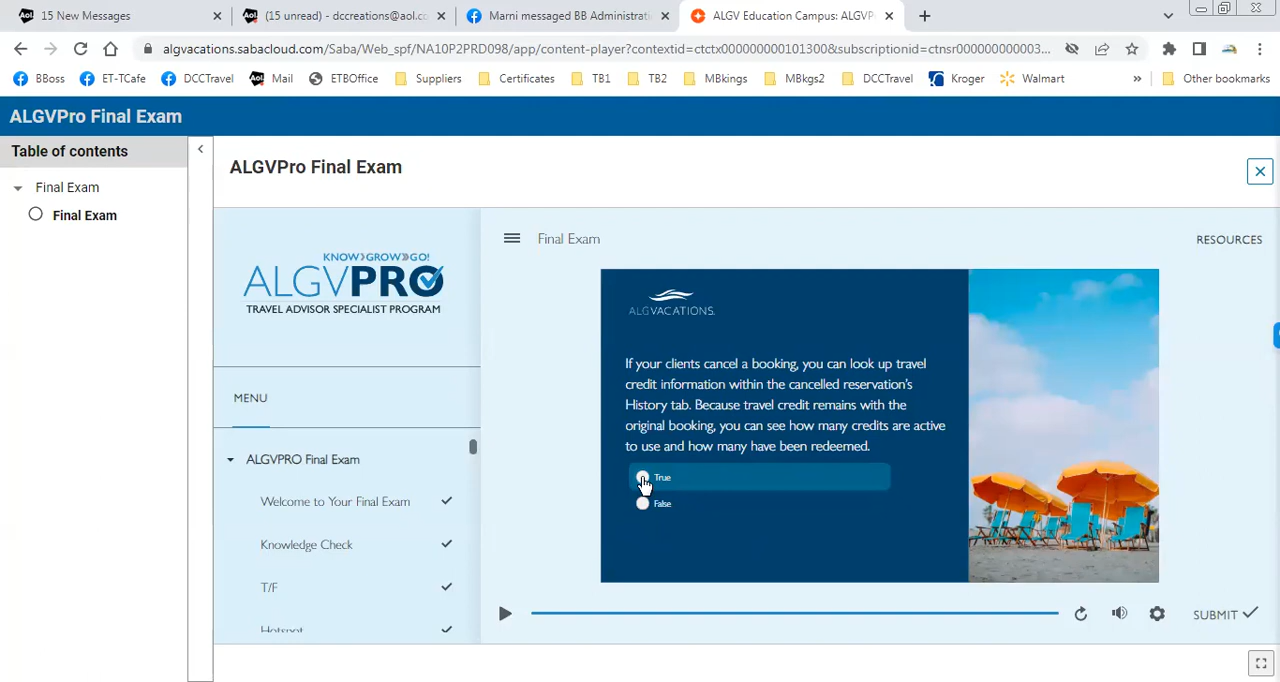 15 New Messages
(15 unread) - dccreations@aol.cc
Marni messaged BB Administrati
ALGV Education Campus: ALGVP
algvacations.sabacloud.com/Saba/Web_spf/NA10P2PRD098/app/content-player?contextid=ctctx000000000101300&subscriptionid=ctnsr000000000003...
BBoss
ET-TCafe
DCCTravel
Mail
ETBOffice
Suppliers
Certificates
TB1
TB2
MBkings
MBkgs2
DCCTravel
Kroger
Walmart
»
Other bookmarks
ALGVPro Final Exam
Table of contents
Final Exam
Final Exam
ALGVPro Final Exam
KNOW»GROW»GO!
ALGVPRO
TRAVEL ADVISOR SPECIALIST PROGRAM
MENU
ALGVPRO Final Exam
Welcome to Your Final Exam
Knowledge Check
T/F
Hotspot
Final Exam
RESOURCES
ALGVACATIONS.
If your clients cancel a booking, you can look up travel
credit information within the cancelled reservation's
History tab. Because travel credit remains with the
original booking, you can see how many credits are active
to use and how many have been redeemed.
True
False
SUBMIT